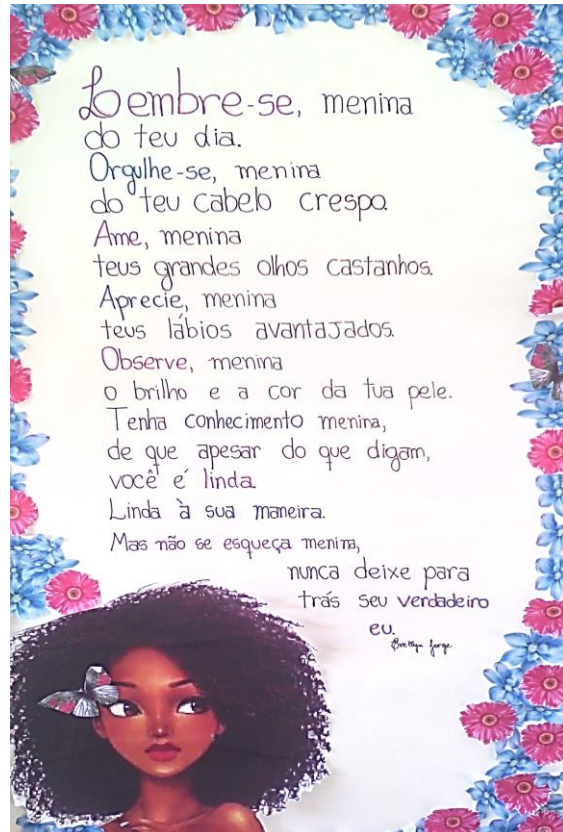 Lembre-se, menina
do teu dia.
Orgulhe-se, menina
do teu cabelo crespo.
Ame, menina
teus grandes olhos castanhos.
Aprecie, menina
teus lábios avantajados.
Observe, menina
o brilho e a cor da tua pele.
Tenha conhecimento menina,
de que apesar do que digam,
você é linda.
Linda à sua maneira.
Mas não se esqueça menina,
nunca deixe para
trás seu verdadeiro
eu.
Jorge